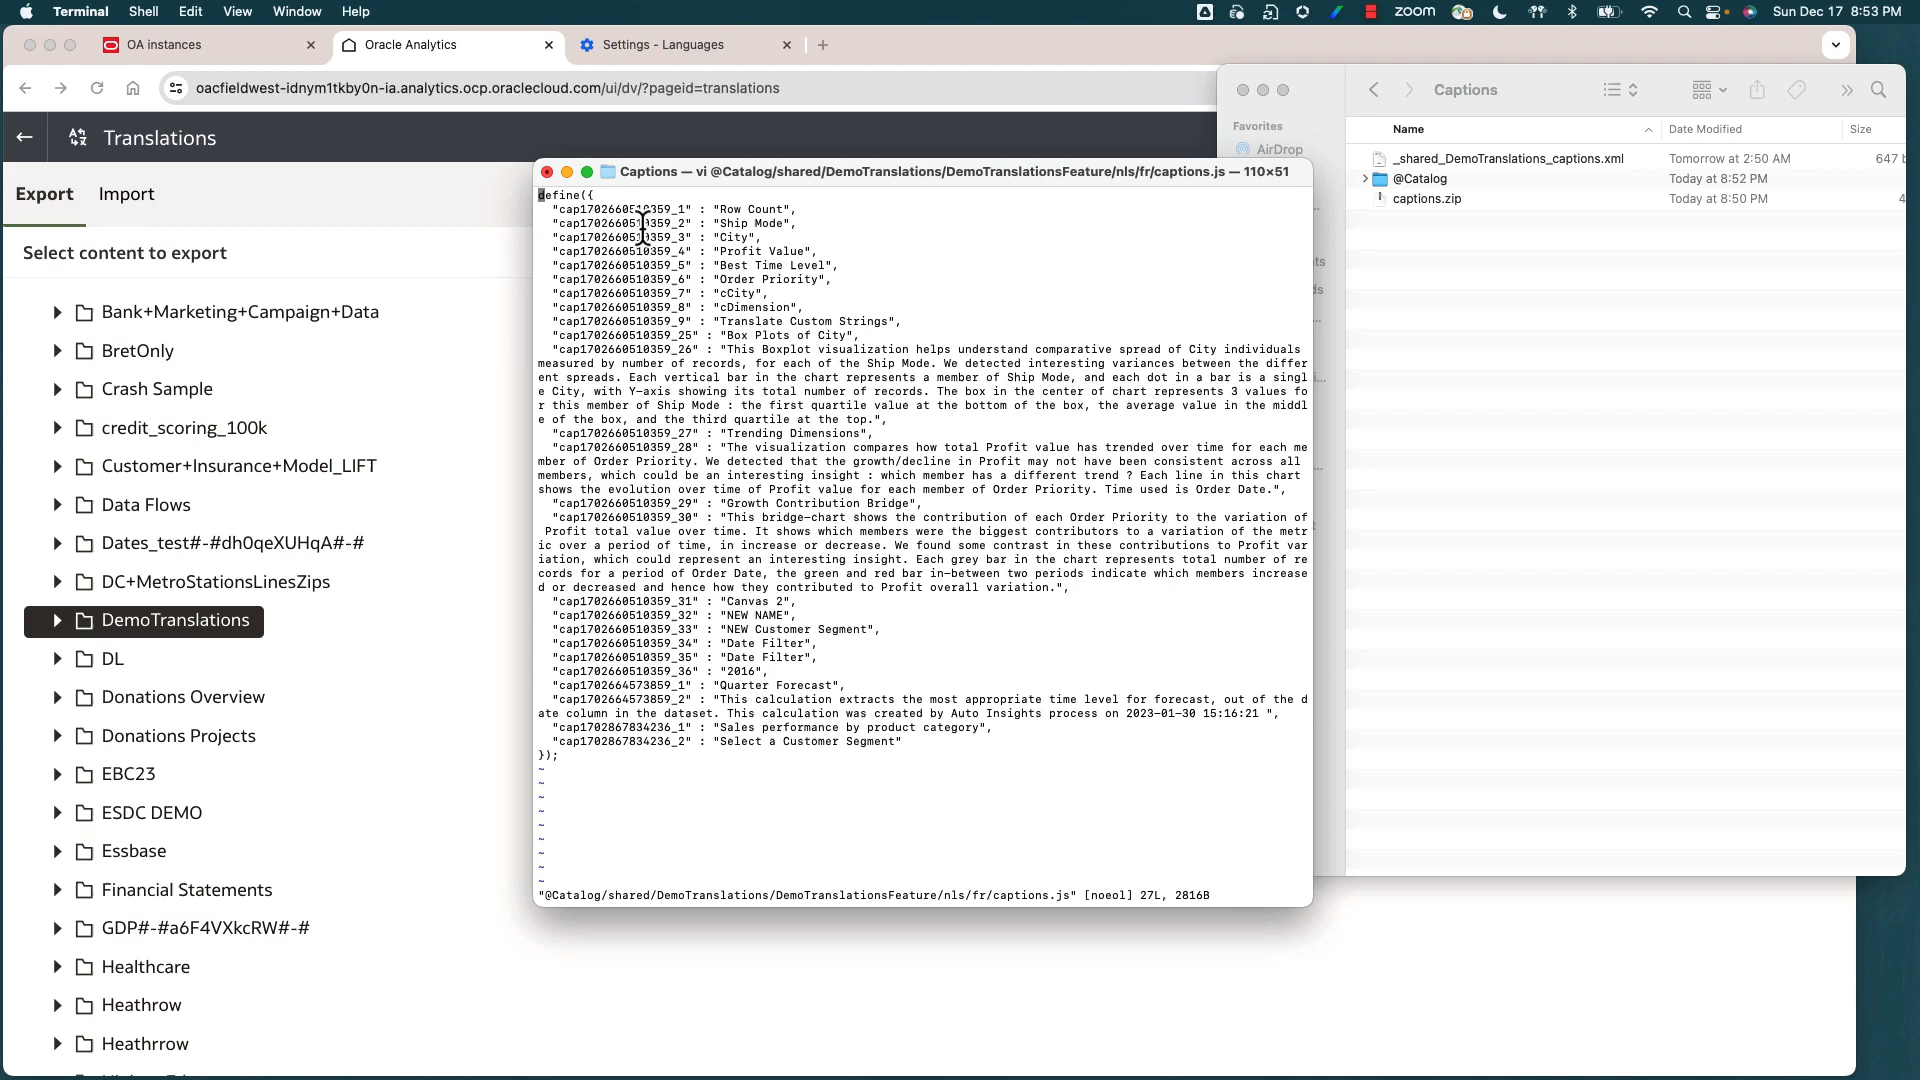 Terminal Shell Edit View Window Help
zoom
Sun Dec 17 8:53 PM
OA instances
Oracle Analytics
Settings - Languages
oacfieldwest-idnym1tkby0n-ia.analytics.ocp.oraclecloud.com/ui/dv/?pageid=translations
Translations
Export Import
Select content to export
Bank+Marketing+Campaign+Data
BretOnly
Crash Sample
credit_scoring_100k
Customer+Insurance+Model_LIFT
Data Flows
Dates_test#-#dh0qeXUHqA#-#
DC+MetroStationsLinesZips
DemoTranslations
DL
Donations Overview
Donations Projects
EBC23
ESDC DEMO
Essbase
Financial Statements
GDP#-#a6F4VXkcRW#-#
Healthcare
Heathrow
Heathrrow
Captions — vi @Catalog/shared/DemoTranslations/DemoTranslationsFeature/nls/fr/captions.js — 110×51
define({
"cap1702660510359_1" : "Row Count",
"cap1702660510359_2" : "Ship Mode",
"cap1702660510359_3" : "City",
"cap1702660510359_4" : "Profit Value",
"cap1702660510359_5" : "Best Time Level",
"cap1702660510359_6" : "Order Priority",
"cap1702660510359_7" : "cCity",
"cap1702660510359_8" : "cDimension",
"cap1702660510359_9" : "Translate Custom Strings",
"cap1702660510359_25" : "Box Plots of City",
"cap1702660510359_26" : "This Boxplot visualization helps understand comparative spread of City individuals
measured by number of records, for each of the Ship Mode. We detected interesting variances between the differ
ent spreads. Each vertical bar in the chart represents a member of Ship Mode, and each dot in a bar is a singl
e City, with Y-axis showing its total number of records. The box in the center of chart represents 3 values fo
r this member of Ship Mode : the first quartile value at the bottom of the box, the average value in the middl
e of the box, and the third quartile at the top.",
"cap1702660510359_27" : "Trending Dimensions",
"cap1702660510359_28" : "The visualization compares how total Profit value has trended over time for each me
mber of Order Priority. We detected that the growth/decline in Profit may not have been consistent across all
members, which could be an interesting insight : which member has a different trend ? Each line in this chart
shows the evolution over time of Profit value for each member of Order Priority. Time used is Order Date.",
"cap1702660510359_29" : "Growth Contribution Bridge",
"cap1702660510359_30" : "This bridge-chart shows the contribution of each Order Priority to the variation of
Profit total value over time. It shows which members were the biggest contributors to a variation of the metr
ic over a period of time, in increase or decrease. We found some contrast in these contributions to Profit var
iation, which could represent an interesting insight. Each grey bar in the chart represents total number of re
cords for a period of Order Date, the green and red bar in-between two periods indicate which members increase
d or decreased and hence how they contributed to Profit overall variation.",
"cap1702660510359_31" : "Canvas 2",
"cap1702660510359_32" : "NEW NAME",
"cap1702660510359_33" : "NEW Customer Segment",
"cap1702660510359_34" : "Date Filter",
"cap1702660510359_35" : "Date Filter",
"cap1702660510359_36" : "2016",
"cap1702664573859_1" : "Quarter Forecast",
"cap1702664573859_2" : "This calculation extracts the most appropriate time level for forecast, out of the d
ate column in the dataset. This calculation was created by Auto Insights process on 2023-01-30 15:16:21 ",
"cap1702867834236_1" : "Sales performance by product category",
"cap1702867834236_2" : "Select a Customer Segment"
});
~
~
~
~
~
~
~
~
~
"@Catalog/shared/DemoTranslations/DemoTranslationsFeature/nls/fr/captions.js" [noeol] 27L, 2816B
Captions
Favorites
AirDrop
Name Date Modified Size
_shared_DemoTranslations_captions.xml Tomorrow at 2:50 AM 647
@Catalog Today at 8:52 PM
captions.zip Today at 8:50 PM 4